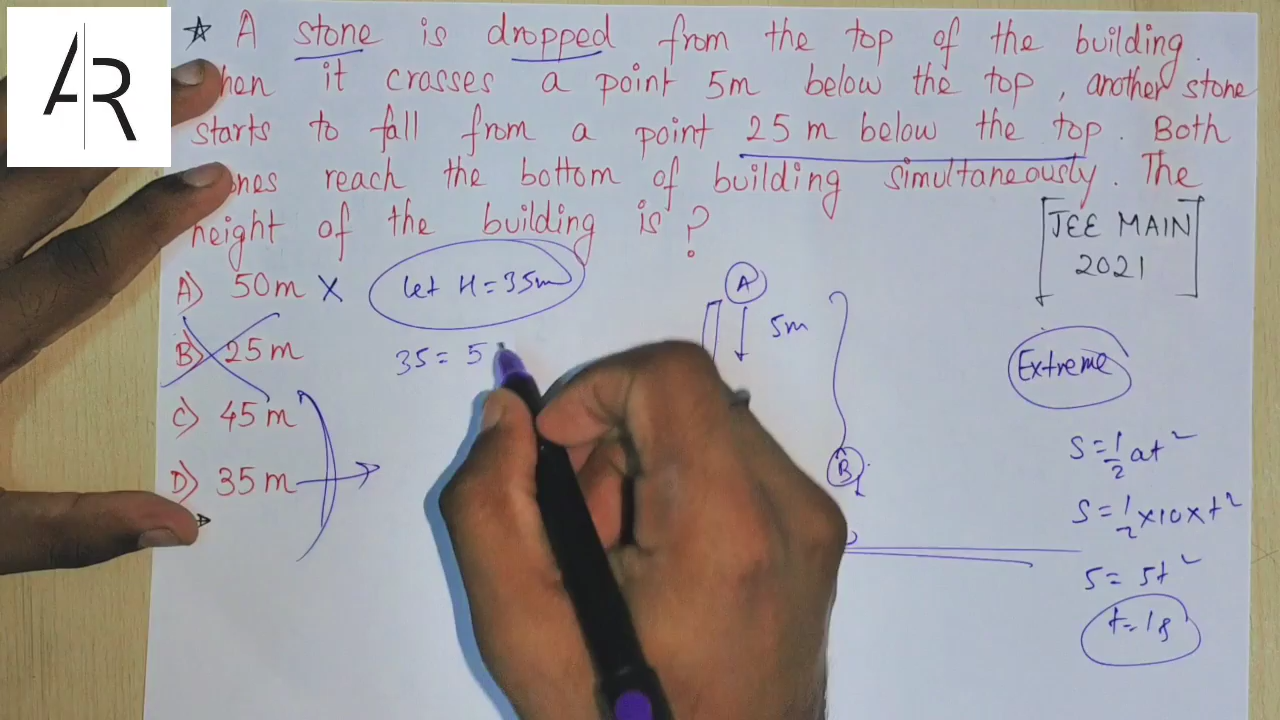 AR
★ A stone is dropped from the top of the building.
hen it crosses a point 5m below the top, another stone
starts to fall from a point 25 m below the top. Both
ones reach the bottom of building simultaneously. The
height of the building is?
[JEE MAIN
2021]
A) 50m X
let H = 35m
B) 25m
C) 45m
D) 35m
35 = 5
A
5m
B
Extreme
S = 1/2 at²
S = 1/2 × 10 × t²
5 = 5t²
t = 1s